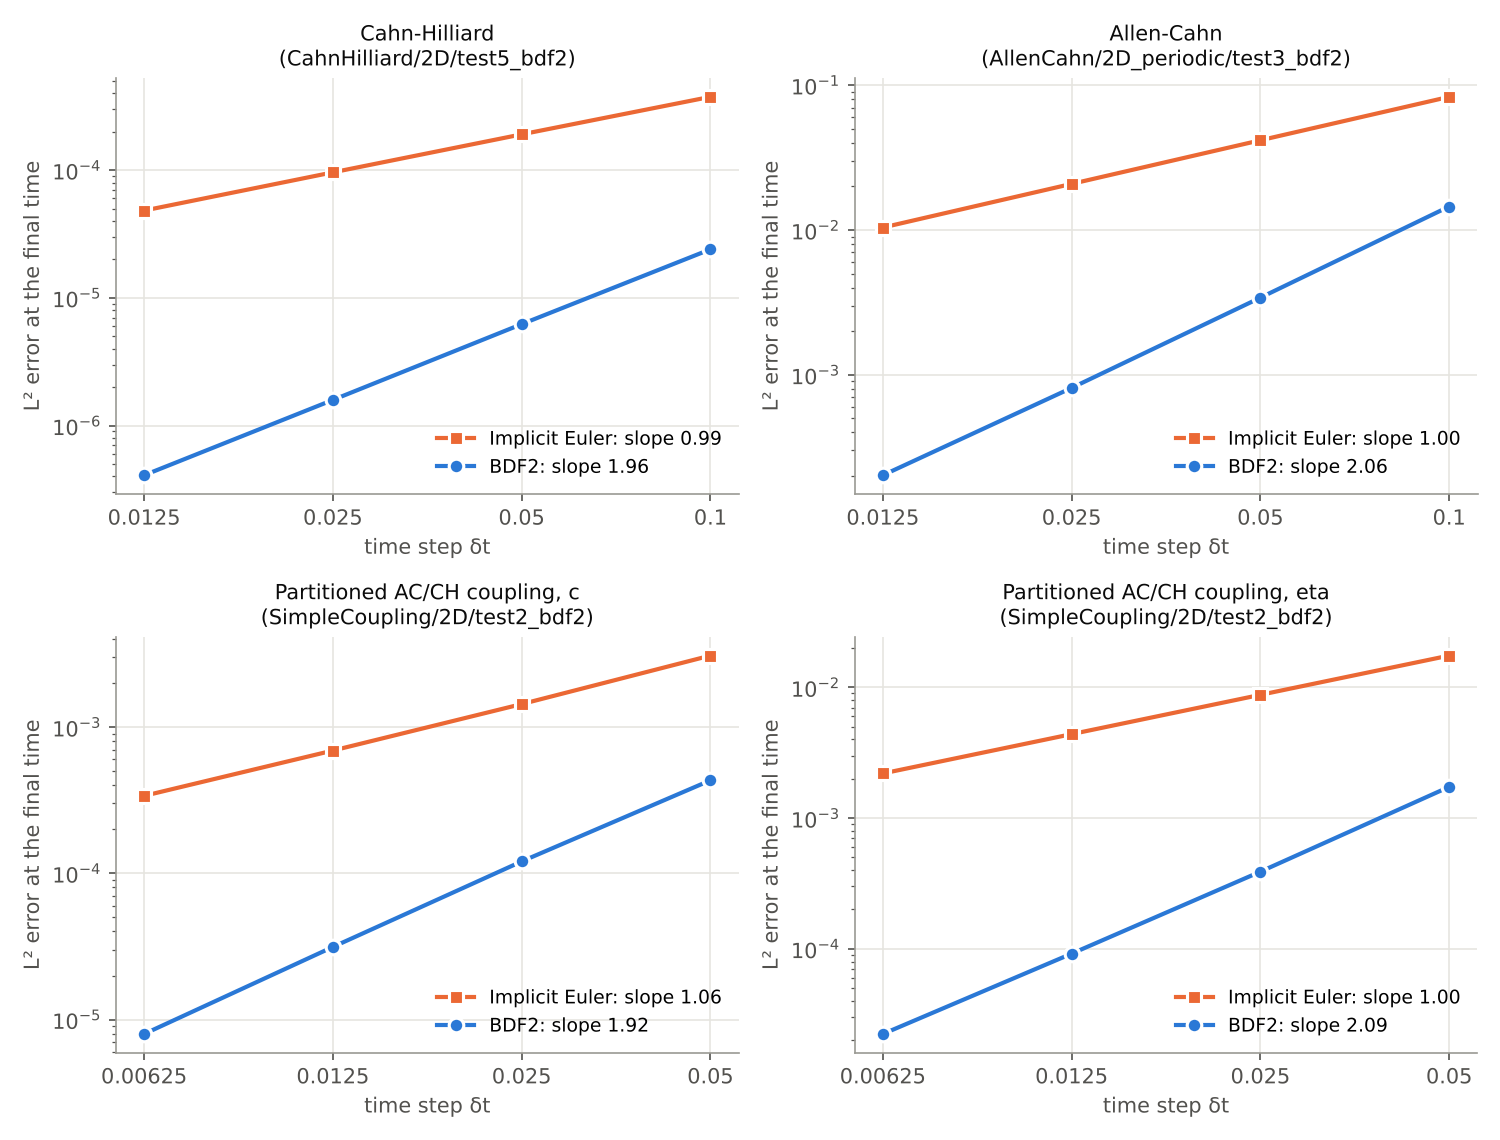 Cahn-Hilliard
(CahnHilliard/2D/test5_bdf2)
L² error at the final time
10⁻⁴
10⁻⁵
10⁻⁶
Implicit Euler: slope 0.99
BDF2: slope 1.96
0.0125 0.025 0.05 0.1
time step δt
Allen-Cahn
(AllenCahn/2D_periodic/test3_bdf2)
L² error at the final time
10⁻¹
10⁻²
10⁻³
Implicit Euler: slope 1.00
BDF2: slope 2.06
0.0125 0.025 0.05 0.1
time step δt
Partitioned AC/CH coupling, c
(SimpleCoupling/2D/test2_bdf2)
L² error at the final time
10⁻³
10⁻⁴
10⁻⁵
Implicit Euler: slope 1.06
BDF2: slope 1.92
0.00625 0.0125 0.025 0.05
time step δt
Partitioned AC/CH coupling, eta
(SimpleCoupling/2D/test2_bdf2)
L² error at the final time
10⁻²
10⁻³
10⁻⁴
Implicit Euler: slope 1.00
BDF2: slope 2.09
0.00625 0.0125 0.025 0.05
time step δt